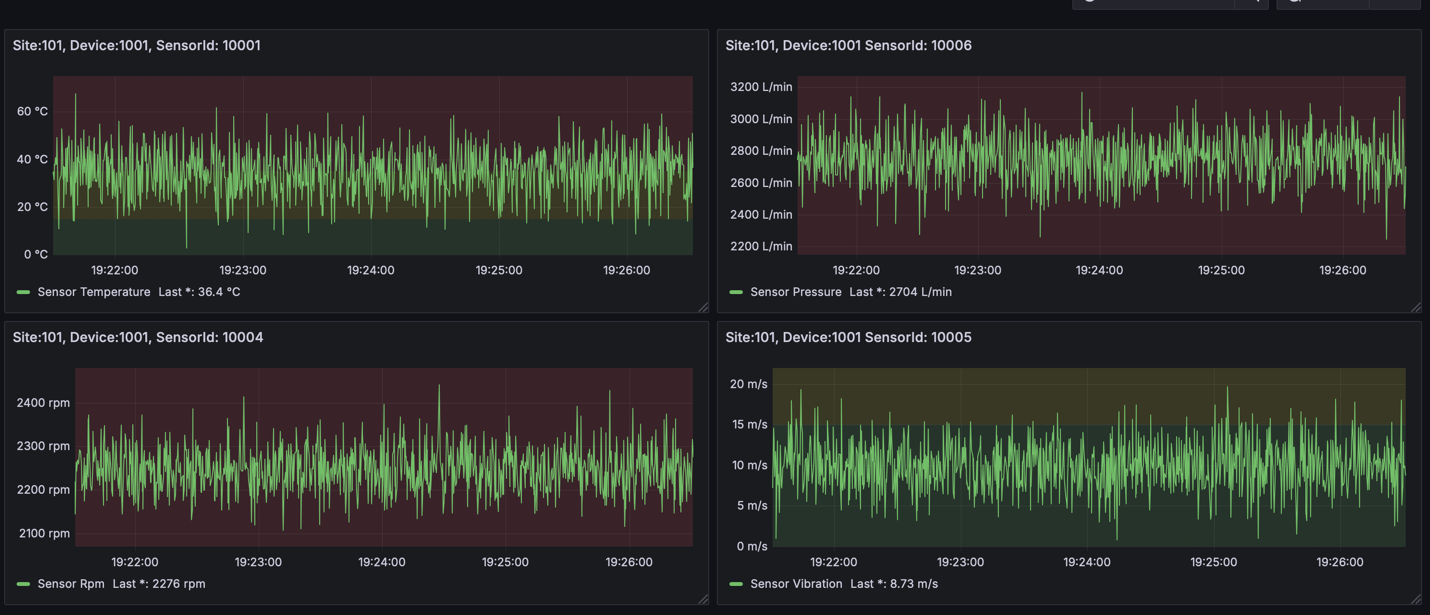 Site:101, Device:1001, SensorId: 10001
60 °C
40 °C
20 °C
0 °C
19:22:00 19:23:00 19:24:00 19:25:00 19:26:00
Sensor Temperature Last *: 36.4 °C
Site:101, Device:1001 SensorId: 10006
3200 L/min
3000 L/min
2800 L/min
2600 L/min
2400 L/min
2200 L/min
19:22:00 19:23:00 19:24:00 19:25:00 19:26:00
Sensor Pressure Last *: 2704 L/min
Site:101, Device:1001, SensorId: 10004
2400 rpm
2300 rpm
2200 rpm
2100 rpm
19:22:00 19:23:00 19:24:00 19:25:00 19:26:00
Sensor Rpm Last *: 2276 rpm
Site:101, Device:1001 SensorId: 10005
20 m/s
15 m/s
10 m/s
5 m/s
0 m/s
19:22:00 19:23:00 19:24:00 19:25:00 19:26:00
Sensor Vibration Last *: 8.73 m/s